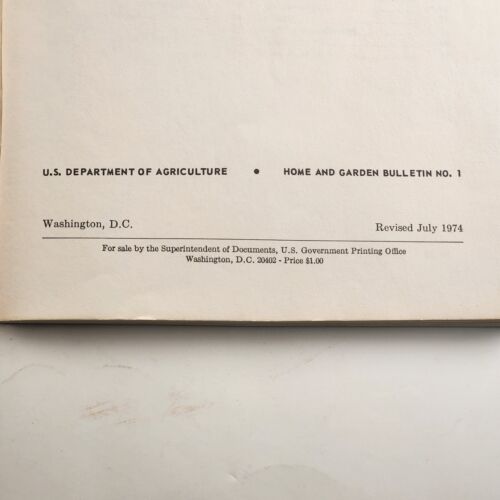 U.S. DEPARTMENT OF AGRICULTURE • HOME AND GARDEN BULLETIN NO. 1
Washington, D.C. Revised July 1974
For sale by the Superintendent of Documents, U.S. Government Printing Office
Washington, D.C. 20402 - Price $1.00